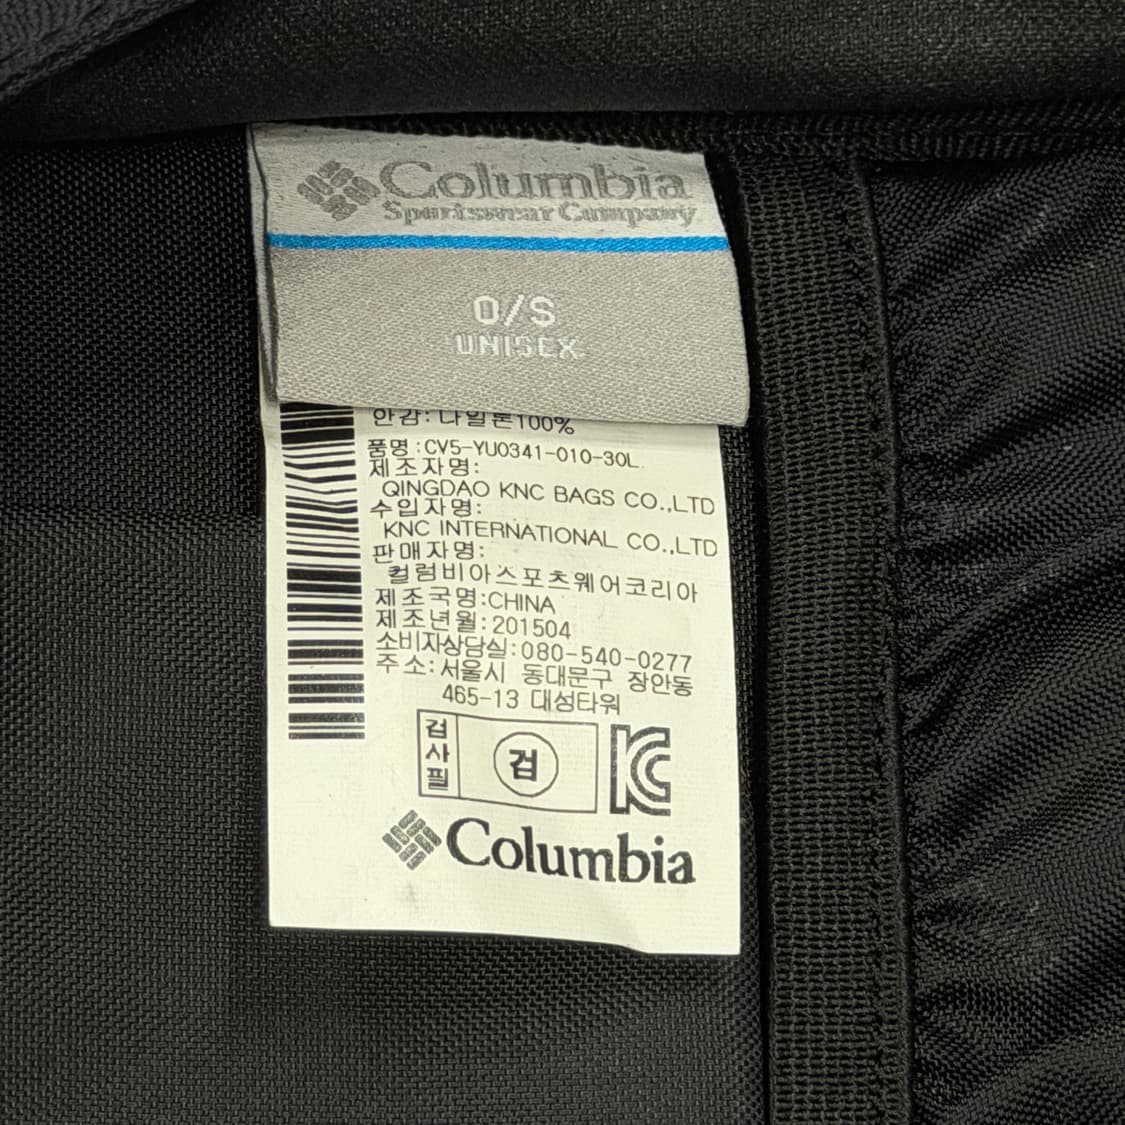 Columbia
Sportswear Company
O/S
UNISEX
안감: 나일론100%
품명:CV5-YU0341-010-30L
제조자명:
QINGDAO KNC BAGS CO.,LTD
수입자명:
KNC INTERNATIONAL CO.,LTD
판매자명:
컬럼비아스포츠웨어코리아
제조국명:CHINA
제조년월:201504
소비자상담실:080-540-0277
주소:서울시 동대문구 장안동
465-13 대성타워
검사필
검
KC
Columbia